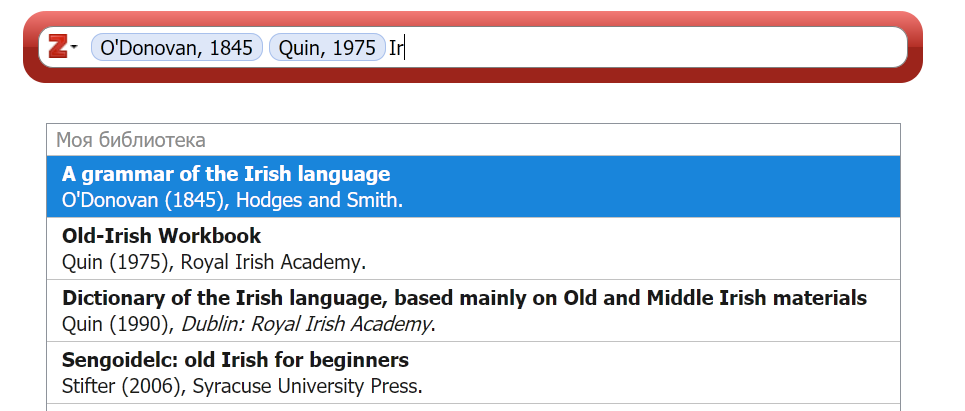 Z O'Donovan, 1845 Quin, 1975 Ir
Моя библиотека
A grammar of the Irish language
O'Donovan (1845), Hodges and Smith.
Old-Irish Workbook
Quin (1975), Royal Irish Academy.
Dictionary of the Irish language, based mainly on Old and Middle Irish materials
Quin (1990), Dublin: Royal Irish Academy.
Sengoidelc: old Irish for beginners
Stifter (2006), Syracuse University Press.